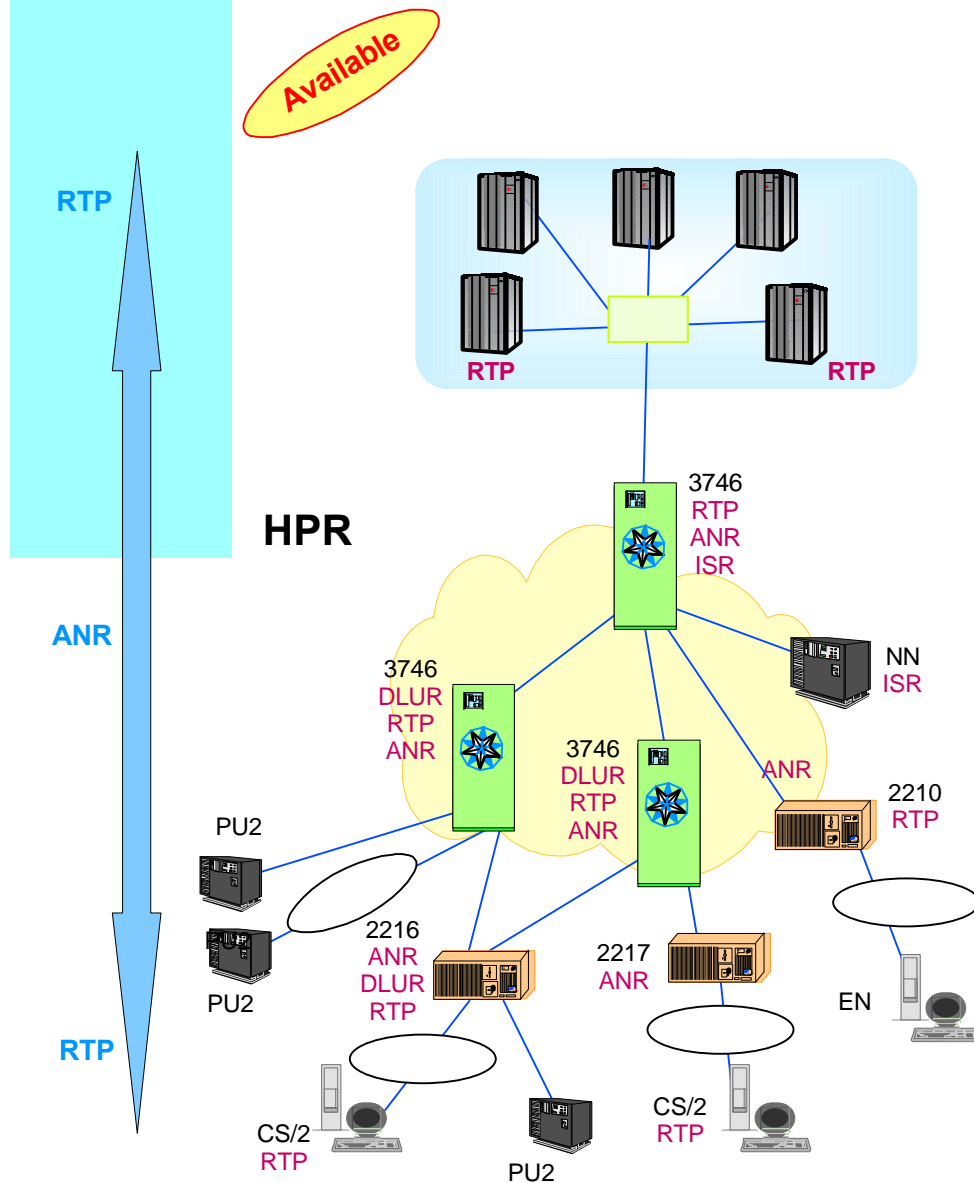 Available
RTP
RTP
RTP
3746
RTP
ANR
ISR
HPR
ANR
NN
ISR
3746
DLUR
RTP
ANR
3746
DLUR
RTP
ANR
ANR
2210
RTP
PU2
PU2
2216
ANR
DLUR
RTP
2217
ANR
EN
RTP
CS/2
RTP
PU2
CS/2
RTP